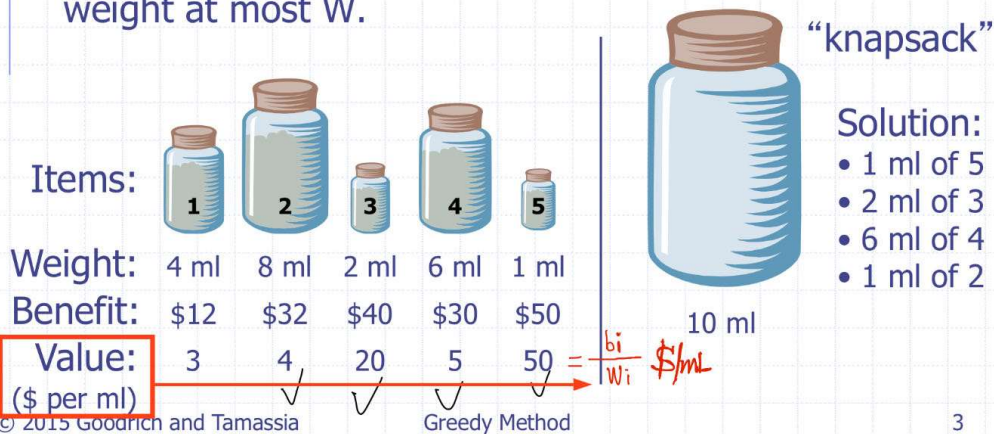 weight at most W.
"knapsack"
Solution:
• 1 ml of 5
• 2 ml of 3
• 6 ml of 4
• 1 ml of 2
Items: 1 2 3 4 5
Weight: 4 ml 8 ml 2 ml 6 ml 1 ml
Benefit: $12 $32 $40 $30 $50
10 ml
Value: 3 4 20 5 50 = bi / Wi $/mL
($ per ml)
© 2015 Goodrich and Tamassia Greedy Method 3